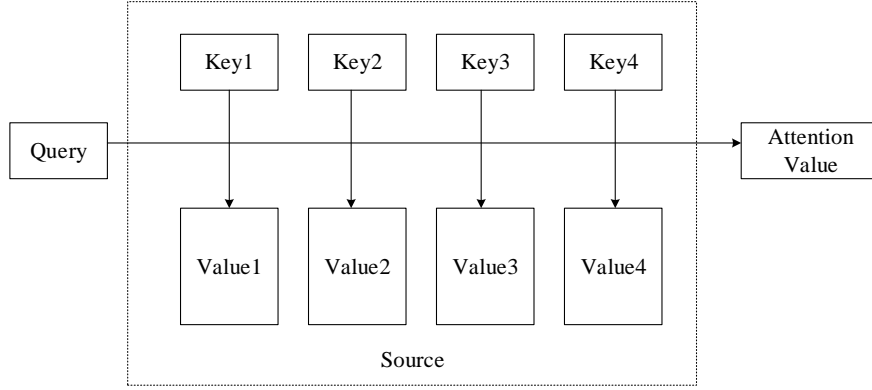 Key1
Key2
Key3
Key4
Query
Attention
Value
Value1
Value2
Value3
Value4
Source